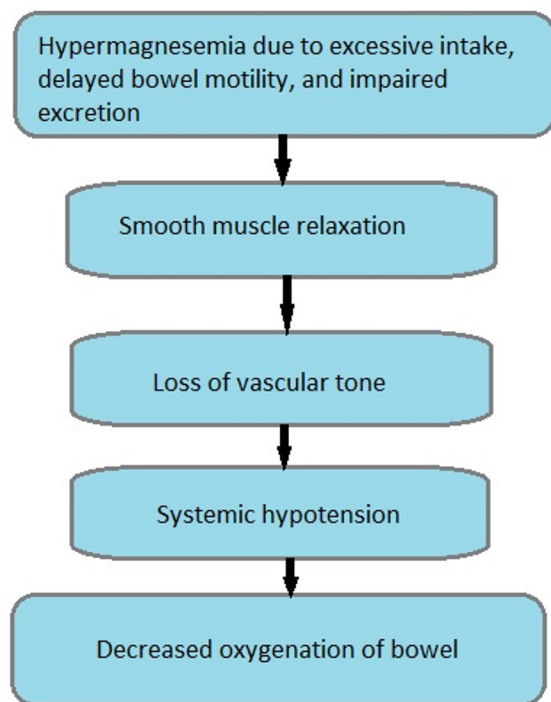 Hypermagnesemia due to excessive intake,
delayed bowel motility, and impaired
excretion
Smooth muscle relaxation
Loss of vascular tone
Systemic hypotension
Decreased oxygenation of bowel